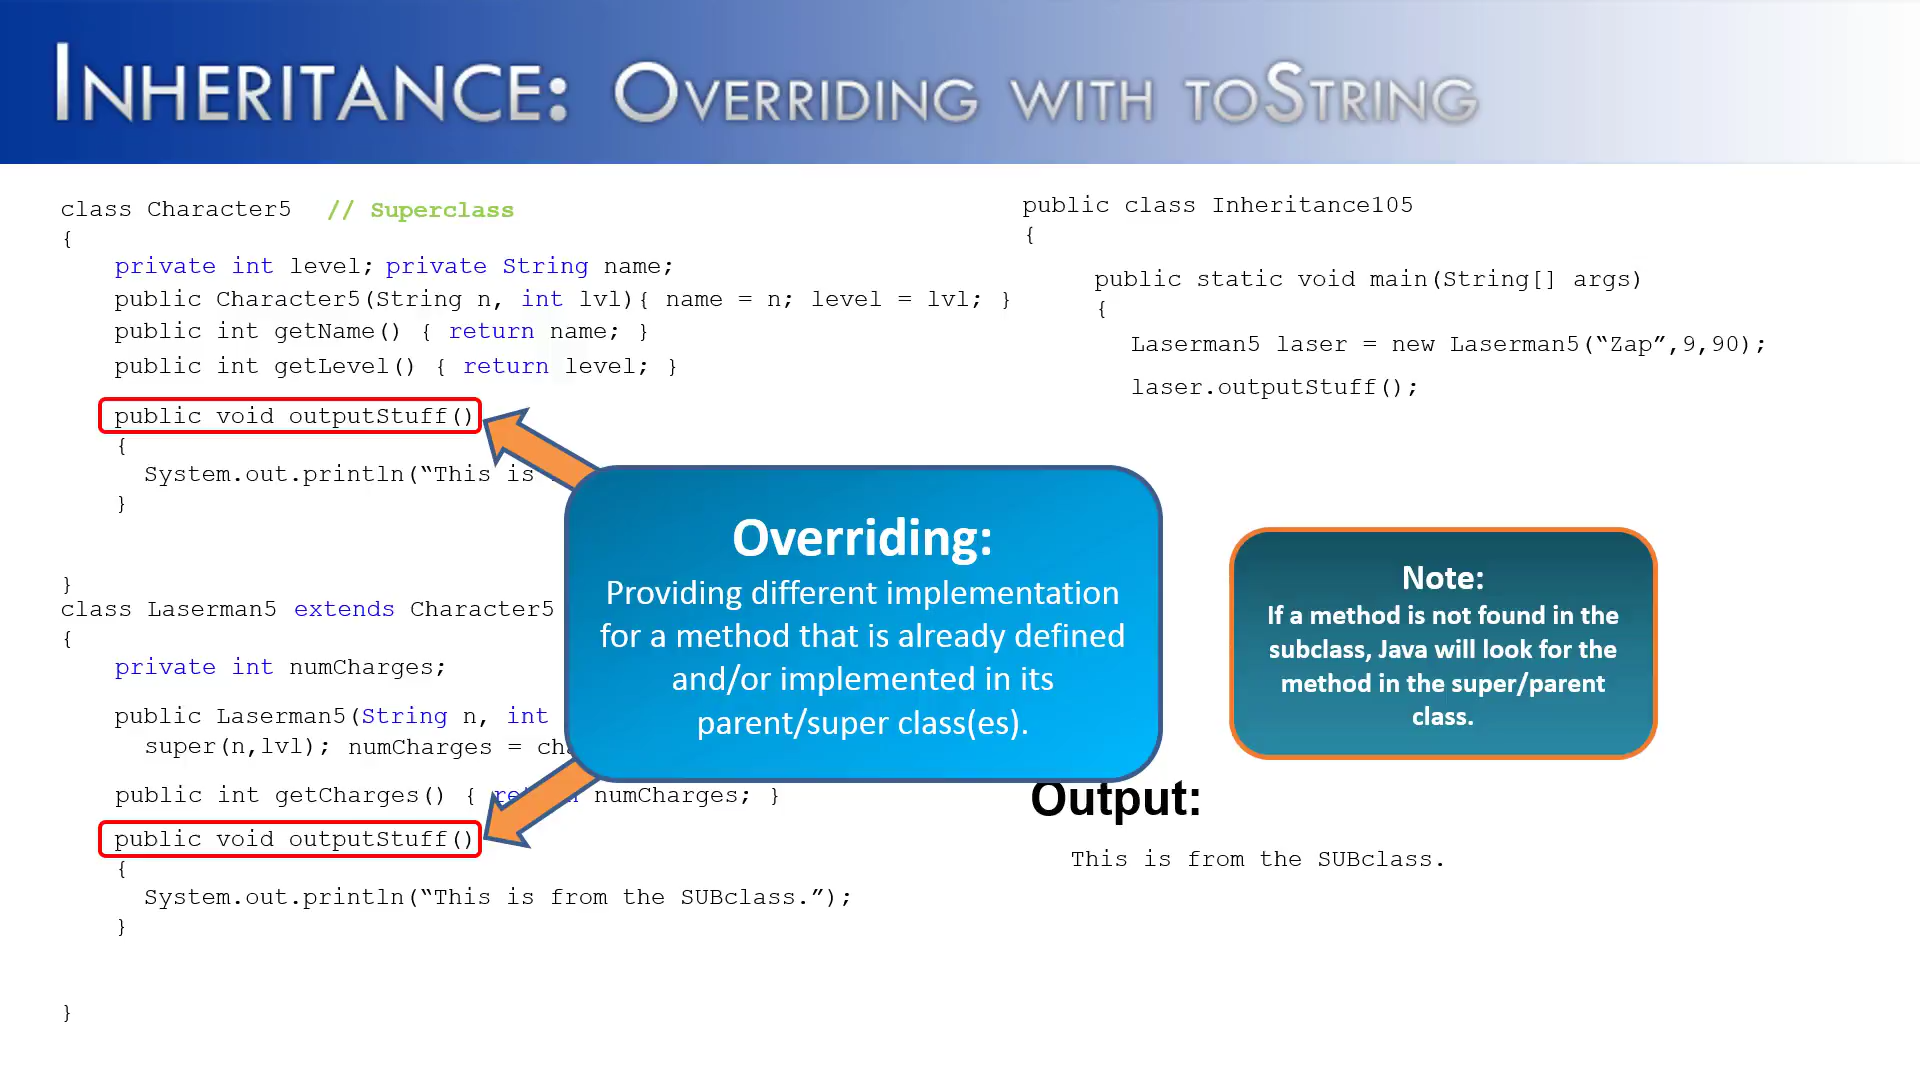 INHERITANCE: OVERRIDING WITH TOSTRING
class Character5 // Superclass
{
private int level; private String name;
public Character5(String n, int lvl){ name = n; level = lvl; }
public int getName() { return name; }
public int getLevel() { return level; }
public void outputStuff()
{
System.out.println(“This is
}
}
class Laserman5 extends Character5
{
private int numCharges;
public Laserman5(String n, int
super(n,lvl); numCharges =
public int getCharges() { return numCharges; }
public void outputStuff()
{
System.out.println(“This is from the SUBclass.”);
}
}
Overriding:
Providing different implementation
for a method that is already defined
and/or implemented in its
parent/super class(es).
public class Inheritance105
{
public static void main(String[] args)
{
Laserman5 laser = new Laserman5(“Zap”,9,90);
laser.outputStuff();
Note:
If a method is not found in the
subclass, Java will look for the
method in the super/parent
class.
Output:
This is from the SUBclass.